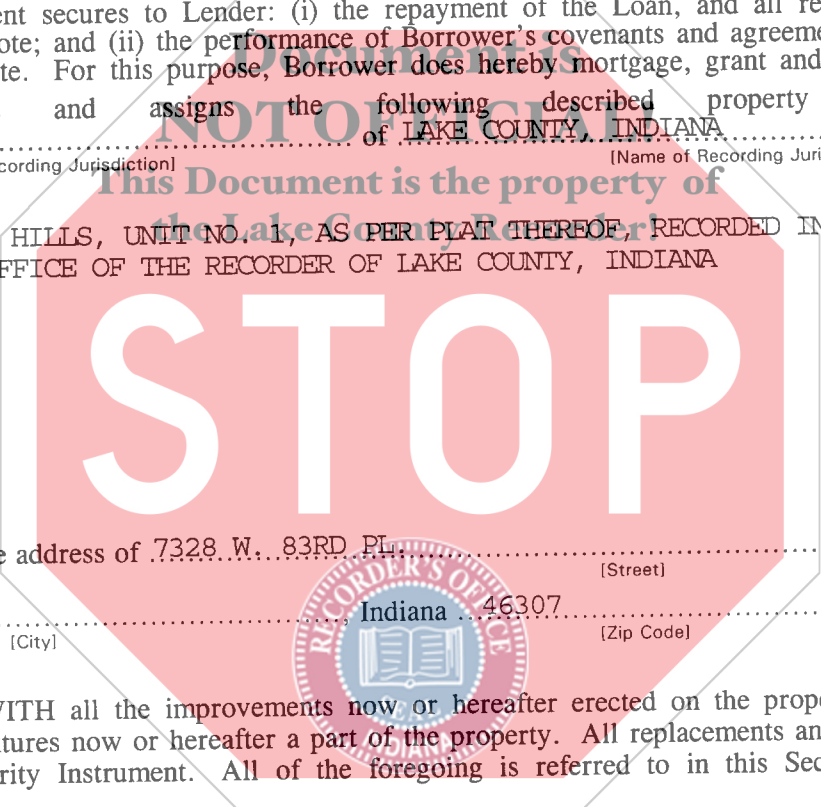 ent secures to Lender: (i) the repayment of the Loan, and all re
ote; and (ii) the performance of Borrower's covenants and agreeme
te. For this purpose, Borrower does hereby mortgage, grant and
Document is
and assigns the following described property
NOT OFFICIAL!
of LAKE COUNTY, INDIANA
cording Jurisdiction] [Name of Recording Juri
This Document is the property of
the Lake County Recorder!
HILLS, UNIT NO. 1, AS PER PLAT THEREOF, RECORDED IN
FFICE OF THE RECORDER OF LAKE COUNTY, INDIANA
STOP
e address of 7328 W. 83RD PL.
[Street]
, Indiana 46307
[City] [Zip Code]
RECORDER'S OFFICE
SEAL
INDIANA
WITH all the improvements now or hereafter erected on the prope
tures now or hereafter a part of the property. All replacements an
rity Instrument. All of the foregoing is referred to in this Sec